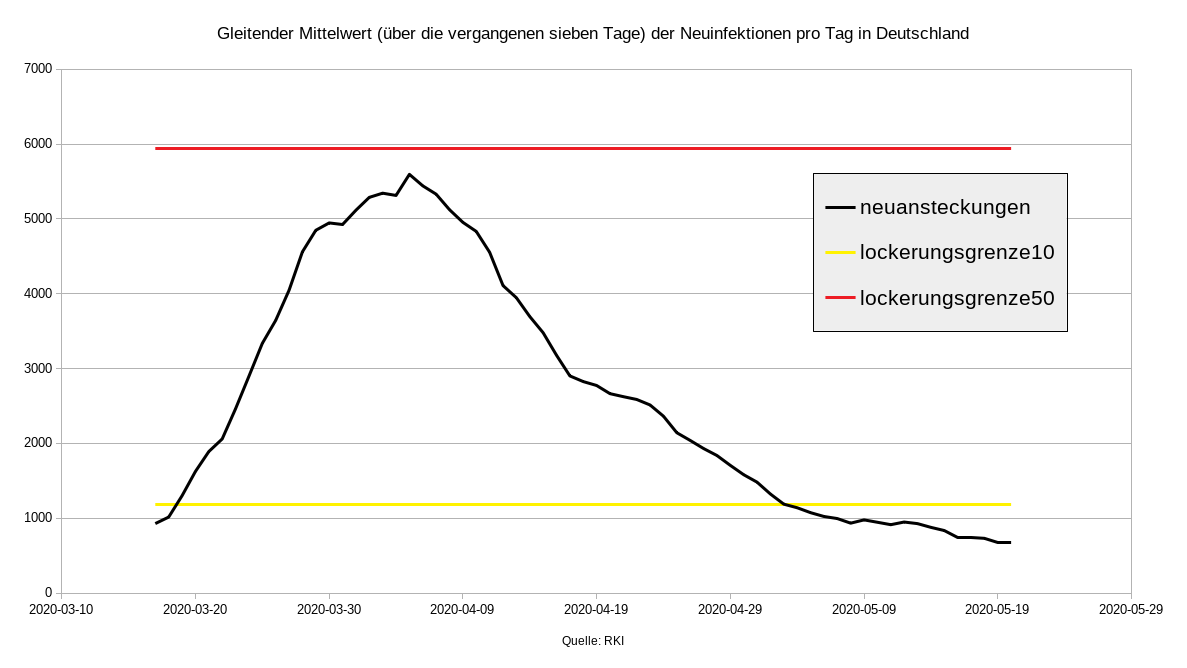 Gleitender Mittelwert (über die vergangenen sieben Tage) der Neuinfektionen pro Tag in Deutschland
7000
6000
5000
4000
3000
2000
1000
0
neuansteckungen
lockerungsgrenze10
lockerungsgrenze50
2020-03-10 2020-03-20 2020-03-30 2020-04-09 2020-04-19 2020-04-29 2020-05-09 2020-05-19 2020-05-29
Quelle: RKI